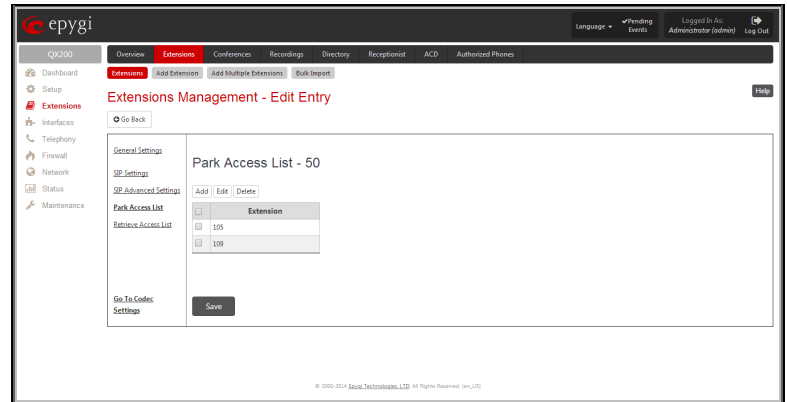 epygi
Language
Pending Events
Logged In As:
Administrator (admin)
Log Out
QX200
Overview Extensions Conferences Recordings Directory Receptionist ACD Authorized Phones
Dashboard
Setup
Extensions
Interfaces
Telephony
Firewall
Network
Status
Maintenance
Extensions Add Extension Add Multiple Extensions Bulk Import
Extensions Management - Edit Entry
Help
Go Back
General Settings
SIP Settings
SIP Advanced Settings
Park Access List
Retrieve Access List
Go To Codec
Settings
Park Access List - 50
Add Edit Delete
Extension
105
109
Save
© 2000-2014 Epygi Technologies, LTD. All Rights Reserved. (en_US)